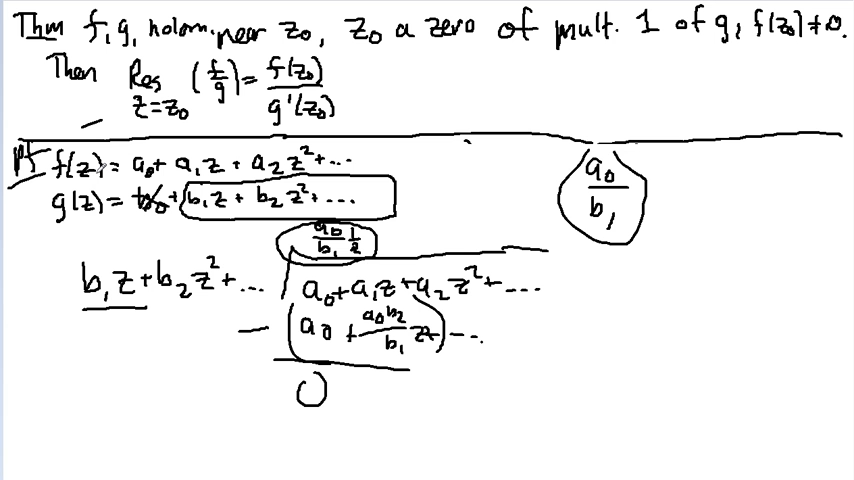 Thm f, g, holom. near z₀, z₀ a zero of mult. 1 of g, f(z₀)≠0.
Then Res (f/g) = f(z₀)/g'(z₀)
z=z₀
Pf f(z) = a₀ + a₁z + a₂z² + ...
g(z) = b₀ + b₁z + b₂z² + ...
a₀/b₁
a₀/b₁ 1/z
b₁z + b₂z² + ... a₀ + a₁z + a₂z² + ...
- (a₀ + a₀b₂/b₁ z) ...
0